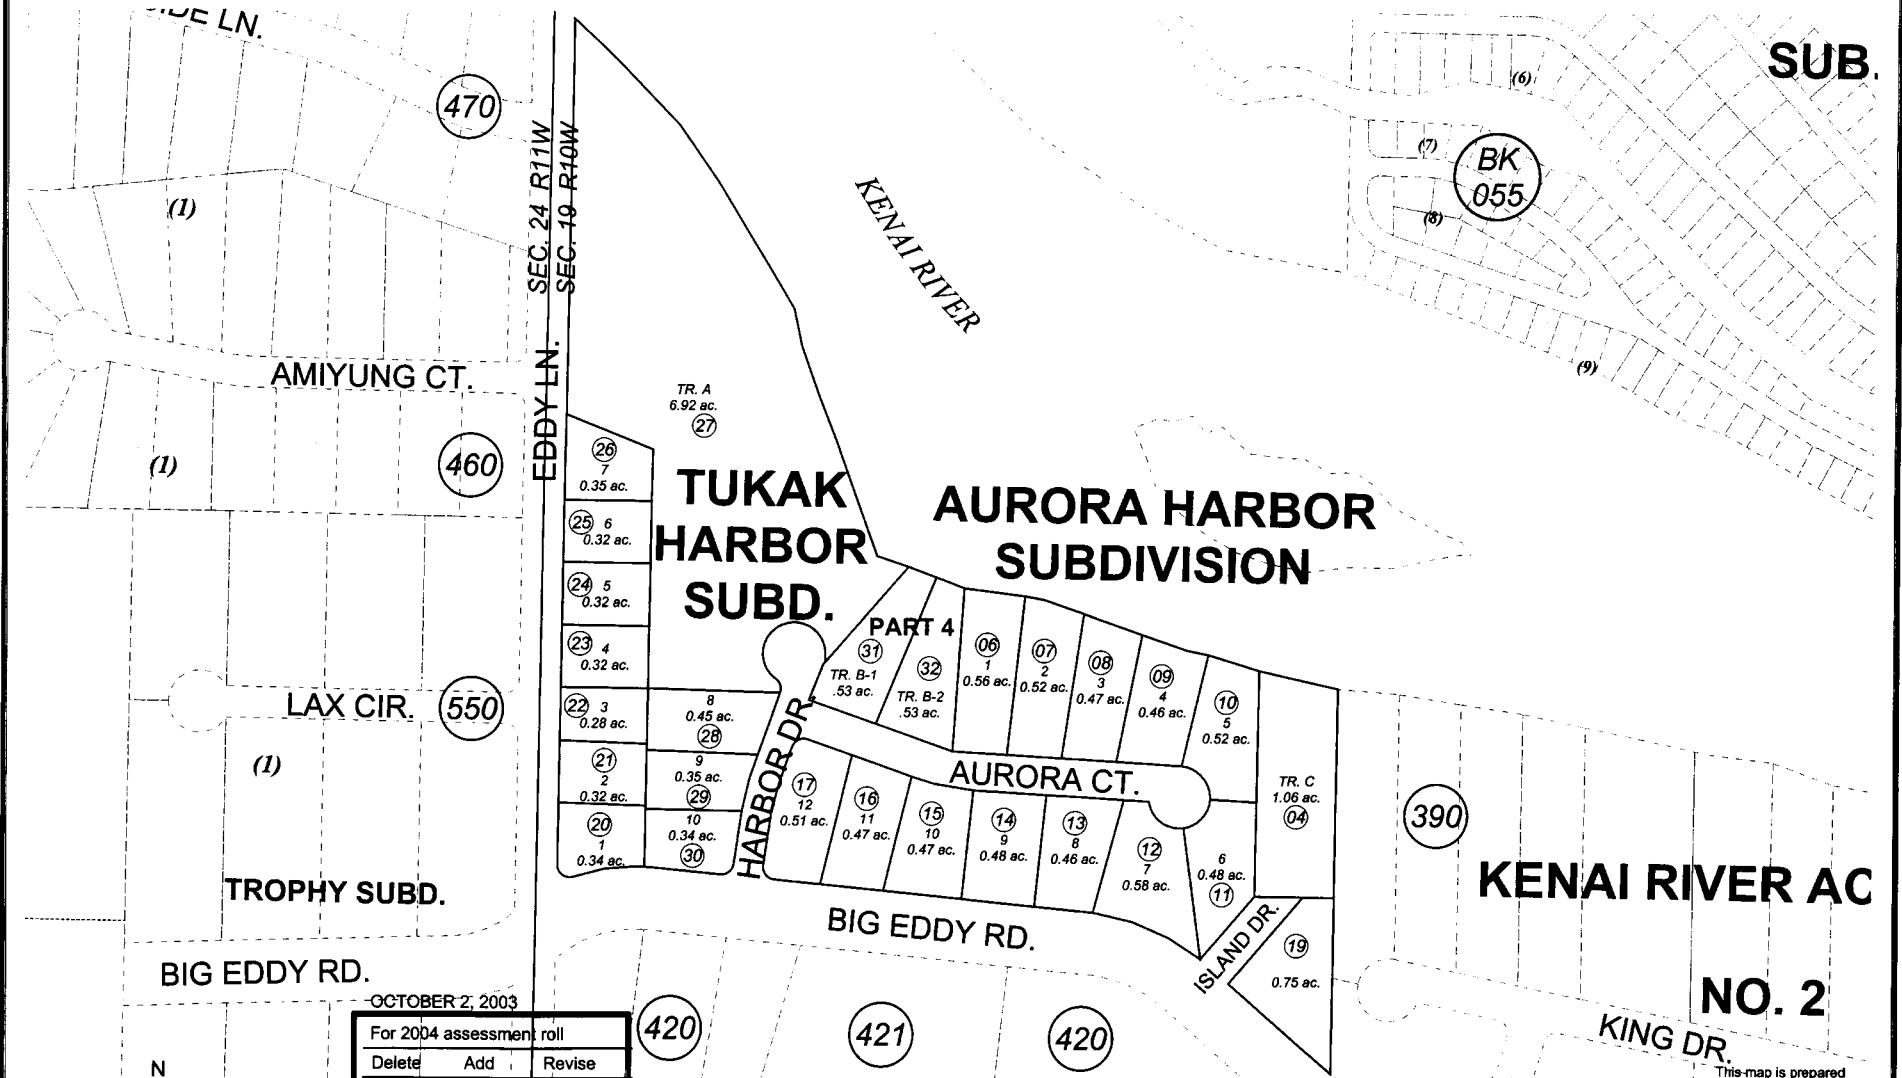 LN.
SUB.
470
(6)
SEC. 24 R11W
SEC. 19 R10W
(7)
BK
055
(1)
KENAI RIVER
(8)
(9)
AMIYUNG CT.
EDDY LN.
TR. A
6.92 ac.
27
(1)
460
26
7
0.35 ac.
TUKAK
HARBOR
SUBD.
AURORA HARBOR
SUBDIVISION
25 6
0.32 ac.
24 5
0.32 ac.
23 4
0.32 ac.
PART 4
31
TR. B-1
.53 ac.
32
TR. B-2
.53 ac.
06
1
0.56 ac.
07
2
0.52 ac.
08
3
0.47 ac.
09
4
0.46 ac.
10
5
0.52 ac.
LAX CIR.
550
22 3
0.28 ac.
8
0.45 ac.
28
HARBOR DR.
(1)
21
2
0.32 ac.
9
0.35 ac.
29
AURORA CT.
TR. C
1.06 ac.
04
390
20
1
0.34 ac.
10
0.34 ac.
30
17
12
0.51 ac.
16
11
0.47 ac.
15
10
0.47 ac.
14
9
0.48 ac.
13
8
0.46 ac.
12
7
0.58 ac.
6
0.48 ac.
11
TROPHY SUBD.
KENAI RIVER AC
BIG EDDY RD.
ISLAND DR.
19
0.75 ac.
BIG EDDY RD.
NO. 2
OCTOBER 2, 2003
For 2004 assessment roll
Delete Add Revise
420
421
420
KING DR.
N
This map is prepared